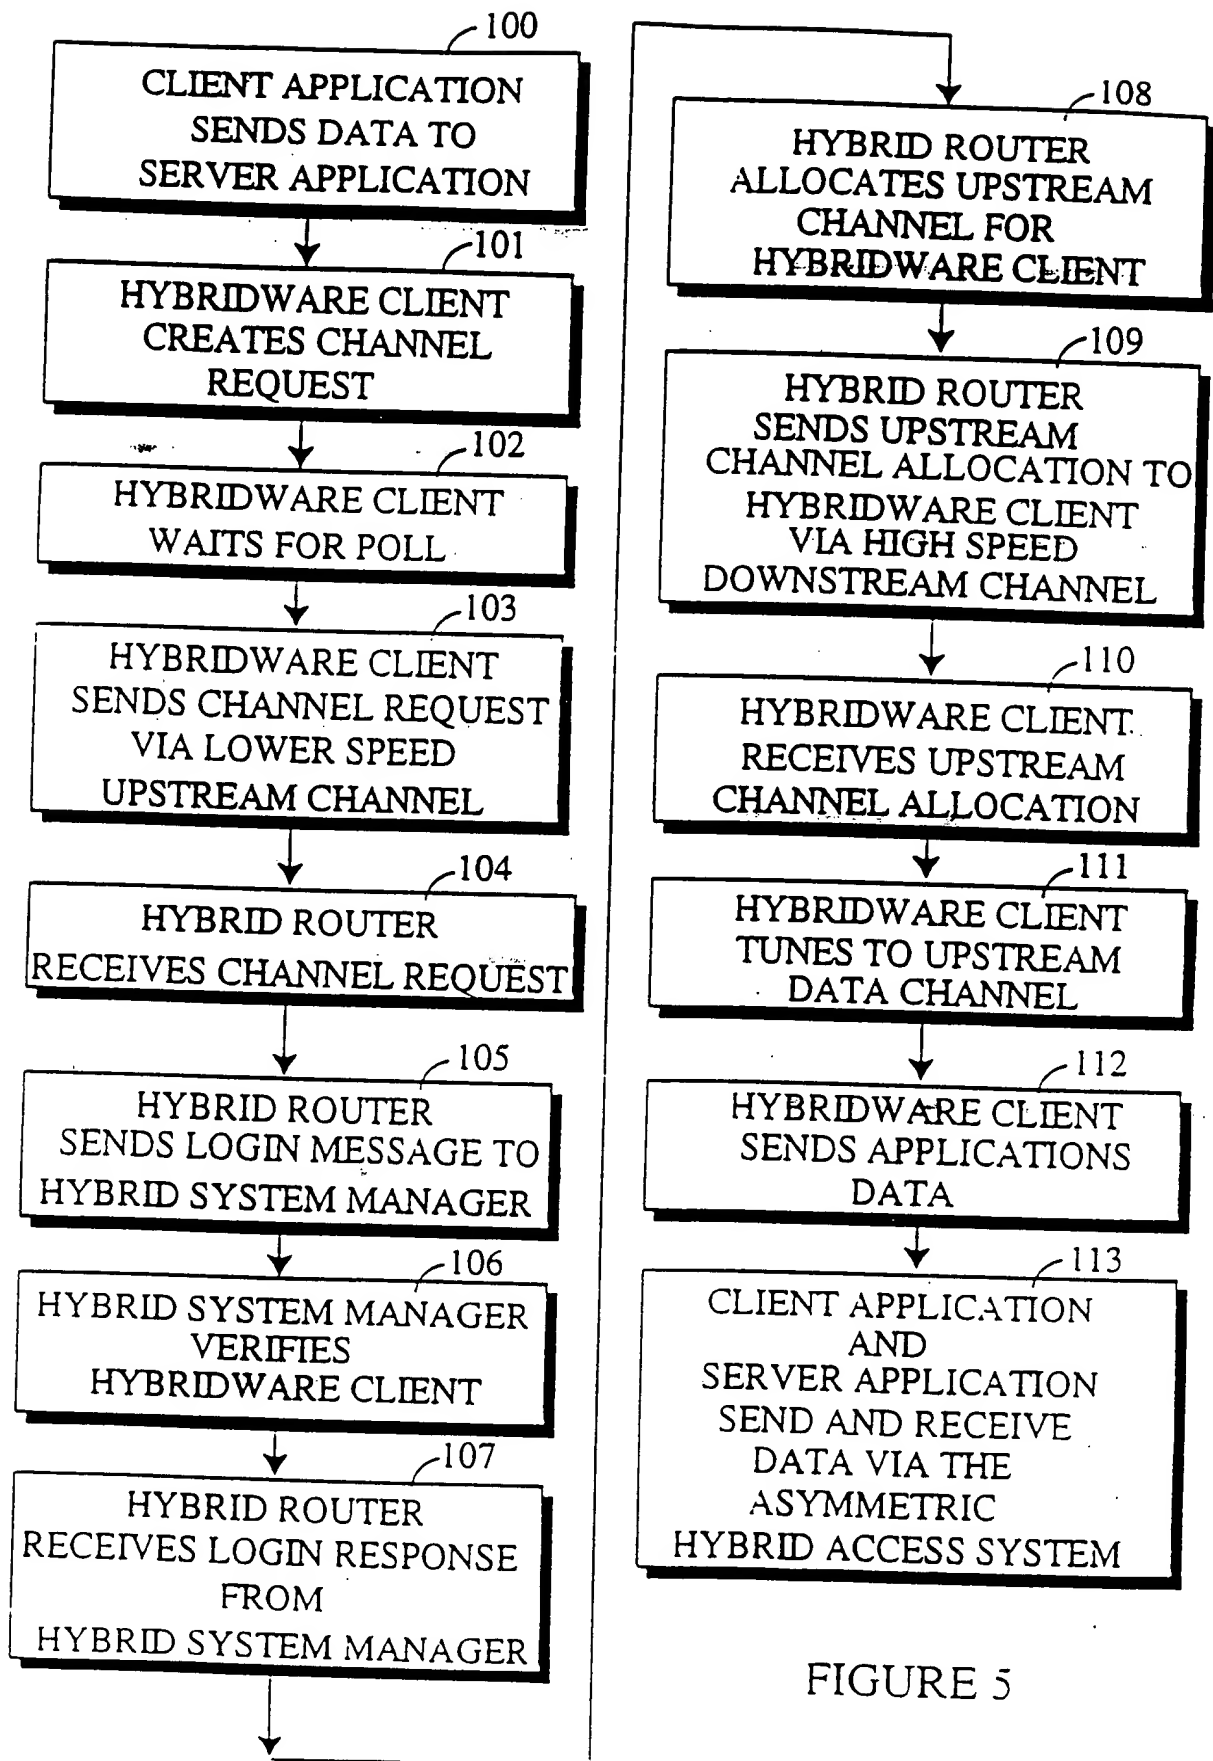 100
CLIENT APPLICATION
SENDS DATA TO
SERVER APPLICATION
101
HYBRIDWARE CLIENT
CREATES CHANNEL
REQUEST
102
HYBRIDWARE CLIENT
WAITS FOR POLL
103
HYBRIDWARE CLIENT
SENDS CHANNEL REQUEST
VIA LOWER SPEED
UPSTREAM CHANNEL
104
HYBRID ROUTER
RECEIVES CHANNEL REQUEST
105
HYBRID ROUTER
SENDS LOGIN MESSAGE TO
HYBRID SYSTEM MANAGER
106
HYBRID SYSTEM MANAGER
VERIFIES
HYBRIDWARE CLIENT
107
HYBRID ROUTER
RECEIVES LOGIN RESPONSE
FROM
HYBRID SYSTEM MANAGER
108
HYBRID ROUTER
ALLOCATES UPSTREAM
CHANNEL FOR
HYBRIDWARE CLIENT
109
HYBRID ROUTER
SENDS UPSTREAM
CHANNEL ALLOCATION TO
HYBRIDWARE CLIENT
VIA HIGH SPEED
DOWNSTREAM CHANNEL
110
HYBRIDWARE CLIENT
RECEIVES UPSTREAM
CHANNEL ALLOCATION
111
HYBRIDWARE CLIENT
TUNES TO UPSTREAM
DATA CHANNEL
112
HYBRIDWARE CLIENT
SENDS APPLICATIONS
DATA
113
CLIENT APPLICATION
AND
SERVER APPLICATION
SEND AND RECEIVE
DATA VIA THE
ASYMMETRIC
HYBRID ACCESS SYSTEM
FIGURE 5